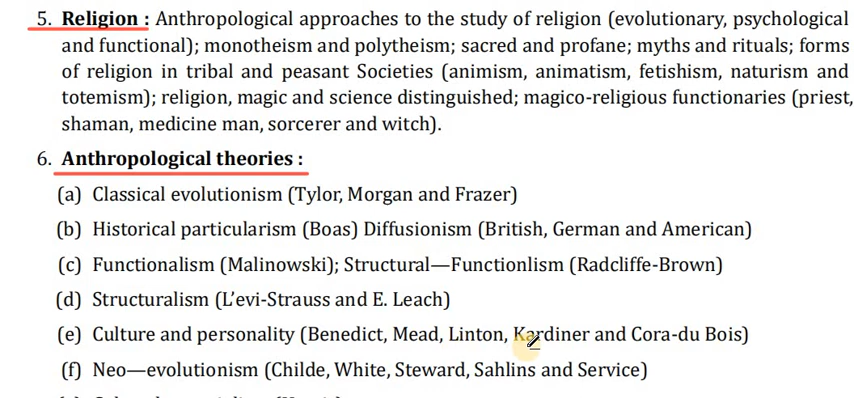 5. Religion : Anthropological approaches to the study of religion (evolutionary, psychological
and functional); monotheism and polytheism; sacred and profane; myths and rituals; forms
of religion in tribal and peasant Societies (animism, animatism, fetishism, naturism and
totemism); religion, magic and science distinguished; magico-religious functionaries (priest,
shaman, medicine man, sorcerer and witch).
6. Anthropological theories :
(a) Classical evolutionism (Tylor, Morgan and Frazer)
(b) Historical particularism (Boas) Diffusionism (British, German and American)
(c) Functionalism (Malinowski); Structural—Functionlism (Radcliffe-Brown)
(d) Structuralism (L'evi-Strauss and E. Leach)
(e) Culture and personality (Benedict, Mead, Linton, Kardiner and Cora-du Bois)
(f) Neo—evolutionism (Childe, White, Steward, Sahlins and Service)